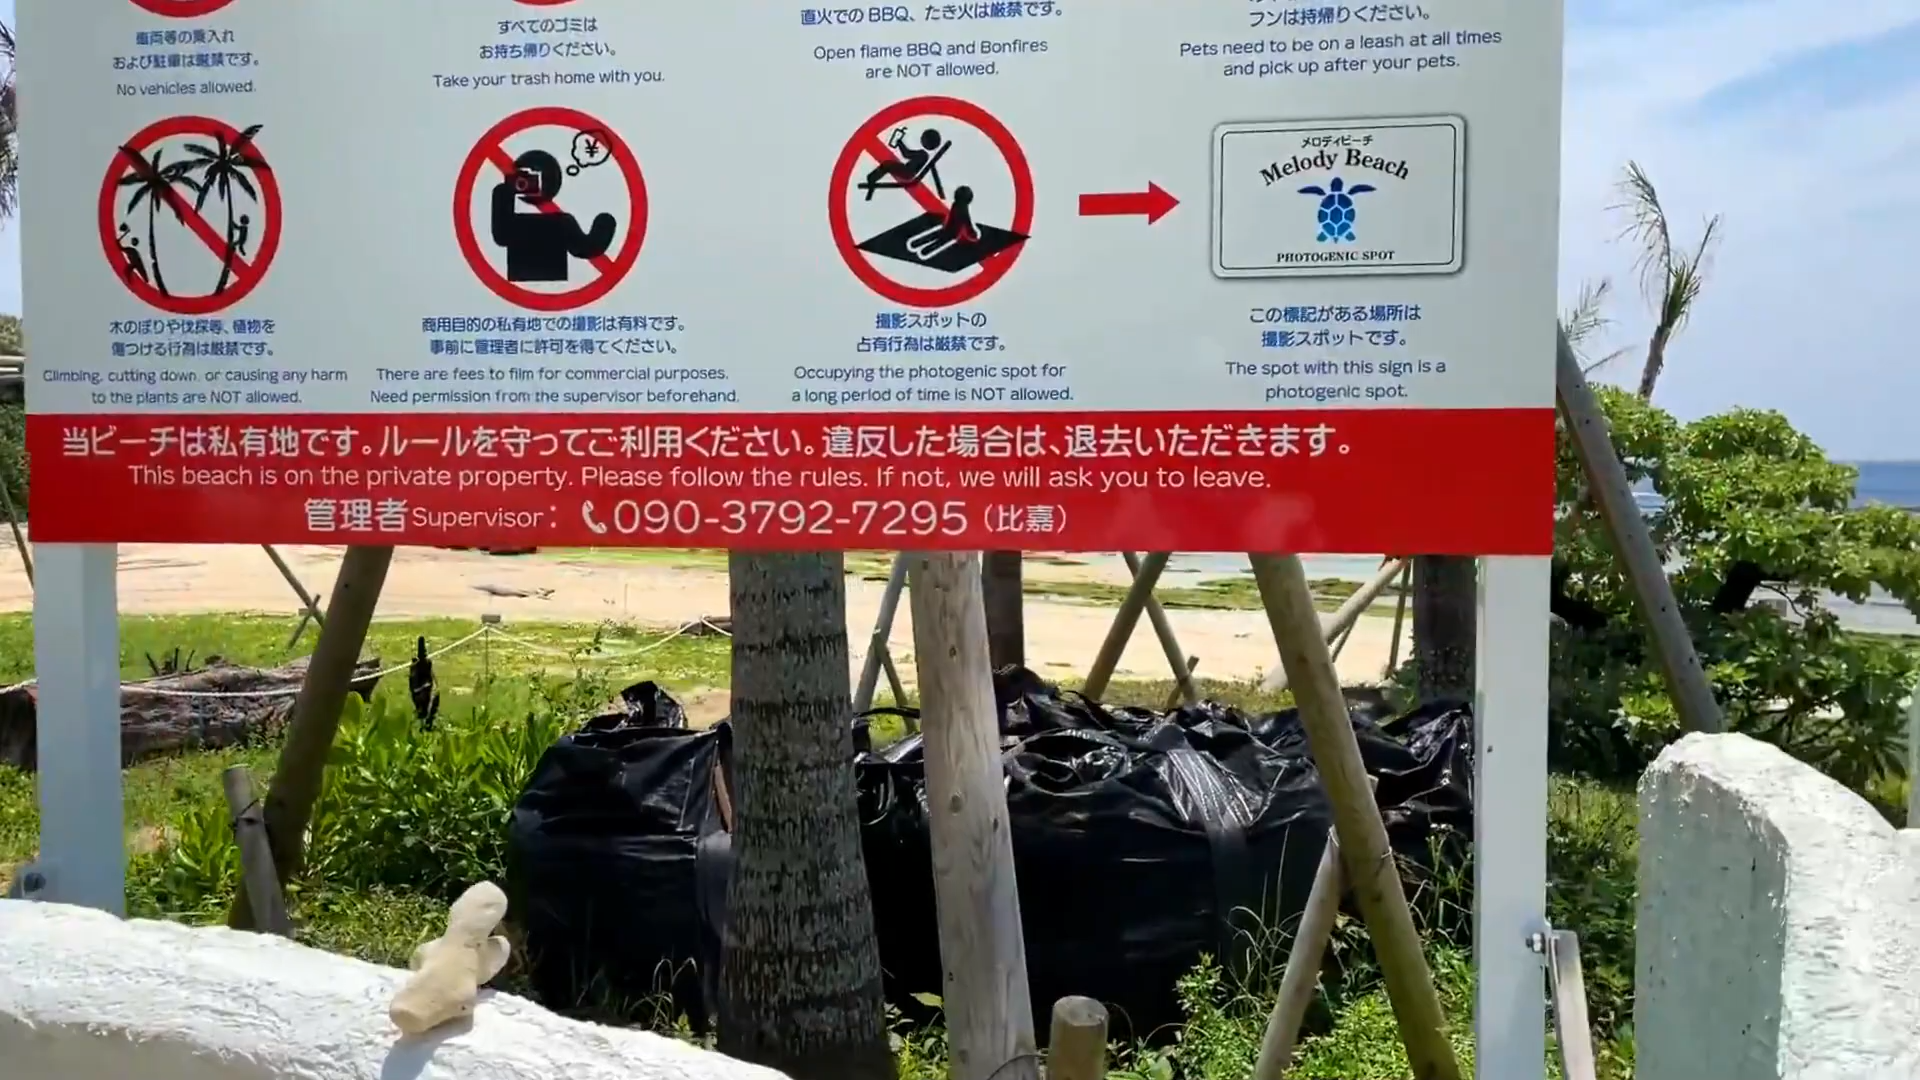 車両等の乗入れ
および駐車は厳禁です。
No vehicles allowed.
すべてのゴミは
お持ち帰りください。
Take your trash home with you.
直火での BBQ、たき火は厳禁です。
Open flame BBQ and Bonfires
are NOT allowed.
フンは持帰りください。
Pets need to be on a leash at all times
and pick up after your pets.
木のぼりや伐採等、植物を
傷つける行為は厳禁です。
Climbing, cutting down, or causing any harm
to the plants are NOT allowed.
¥
商用目的の私有地での撮影は有料です。
事前に管理者に許可を得てください。
There are fees to film for commercial purposes.
Need permission from the supervisor beforehand.
撮影スポットの
占有行為は厳禁です。
Occupying the photogenic spot for
a long period of time is NOT allowed.
メロディビーチ
Melody Beach
PHOTOGENIC SPOT
この標記がある場所は
撮影スポットです。
The spot with this sign is a
photogenic spot.
当ビーチは私有地です。ルールを守ってご利用ください。違反した場合は、退去いただきます。
This beach is on the private property. Please follow the rules. If not, we will ask you to leave.
管理者 Supervisor: 090-3792-7295 (比嘉)